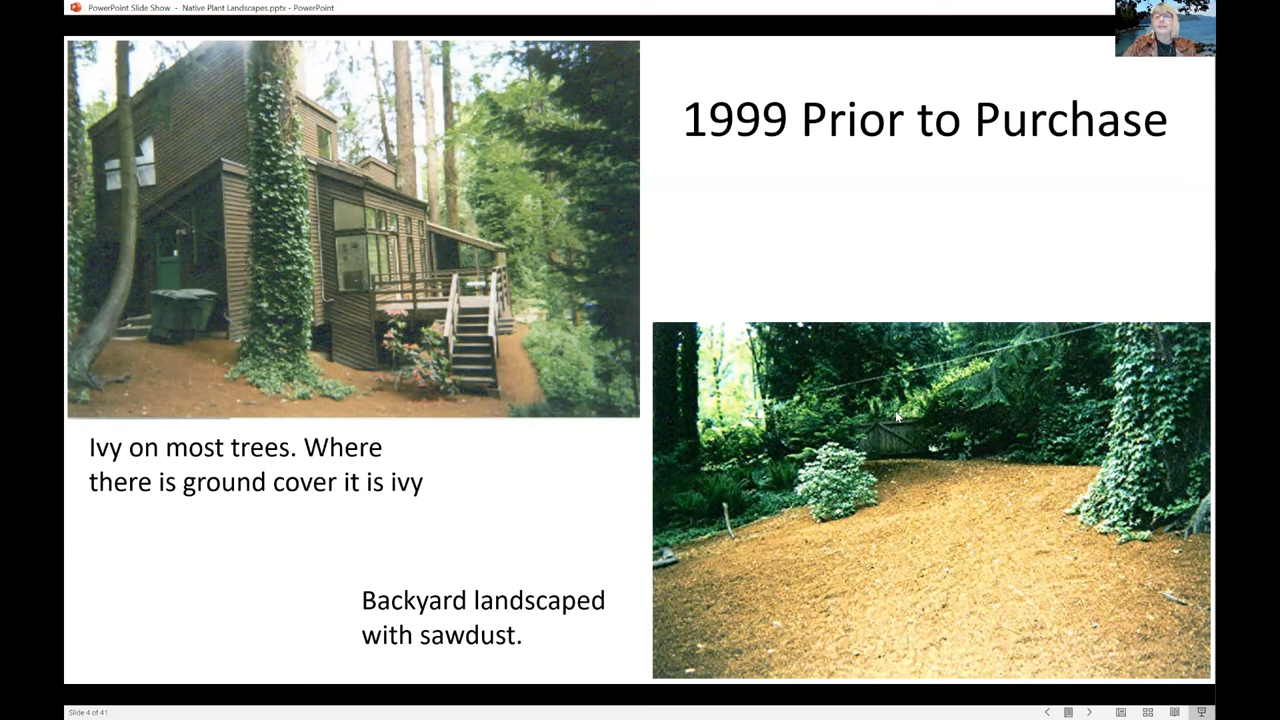 PowerPoint Slide Show - Native Plant Landscapes.pptx - PowerPoint
1999 Prior to Purchase
Ivy on most trees. Where
there is ground cover it is ivy
Backyard landscaped
with sawdust.
Slide 4 of 41